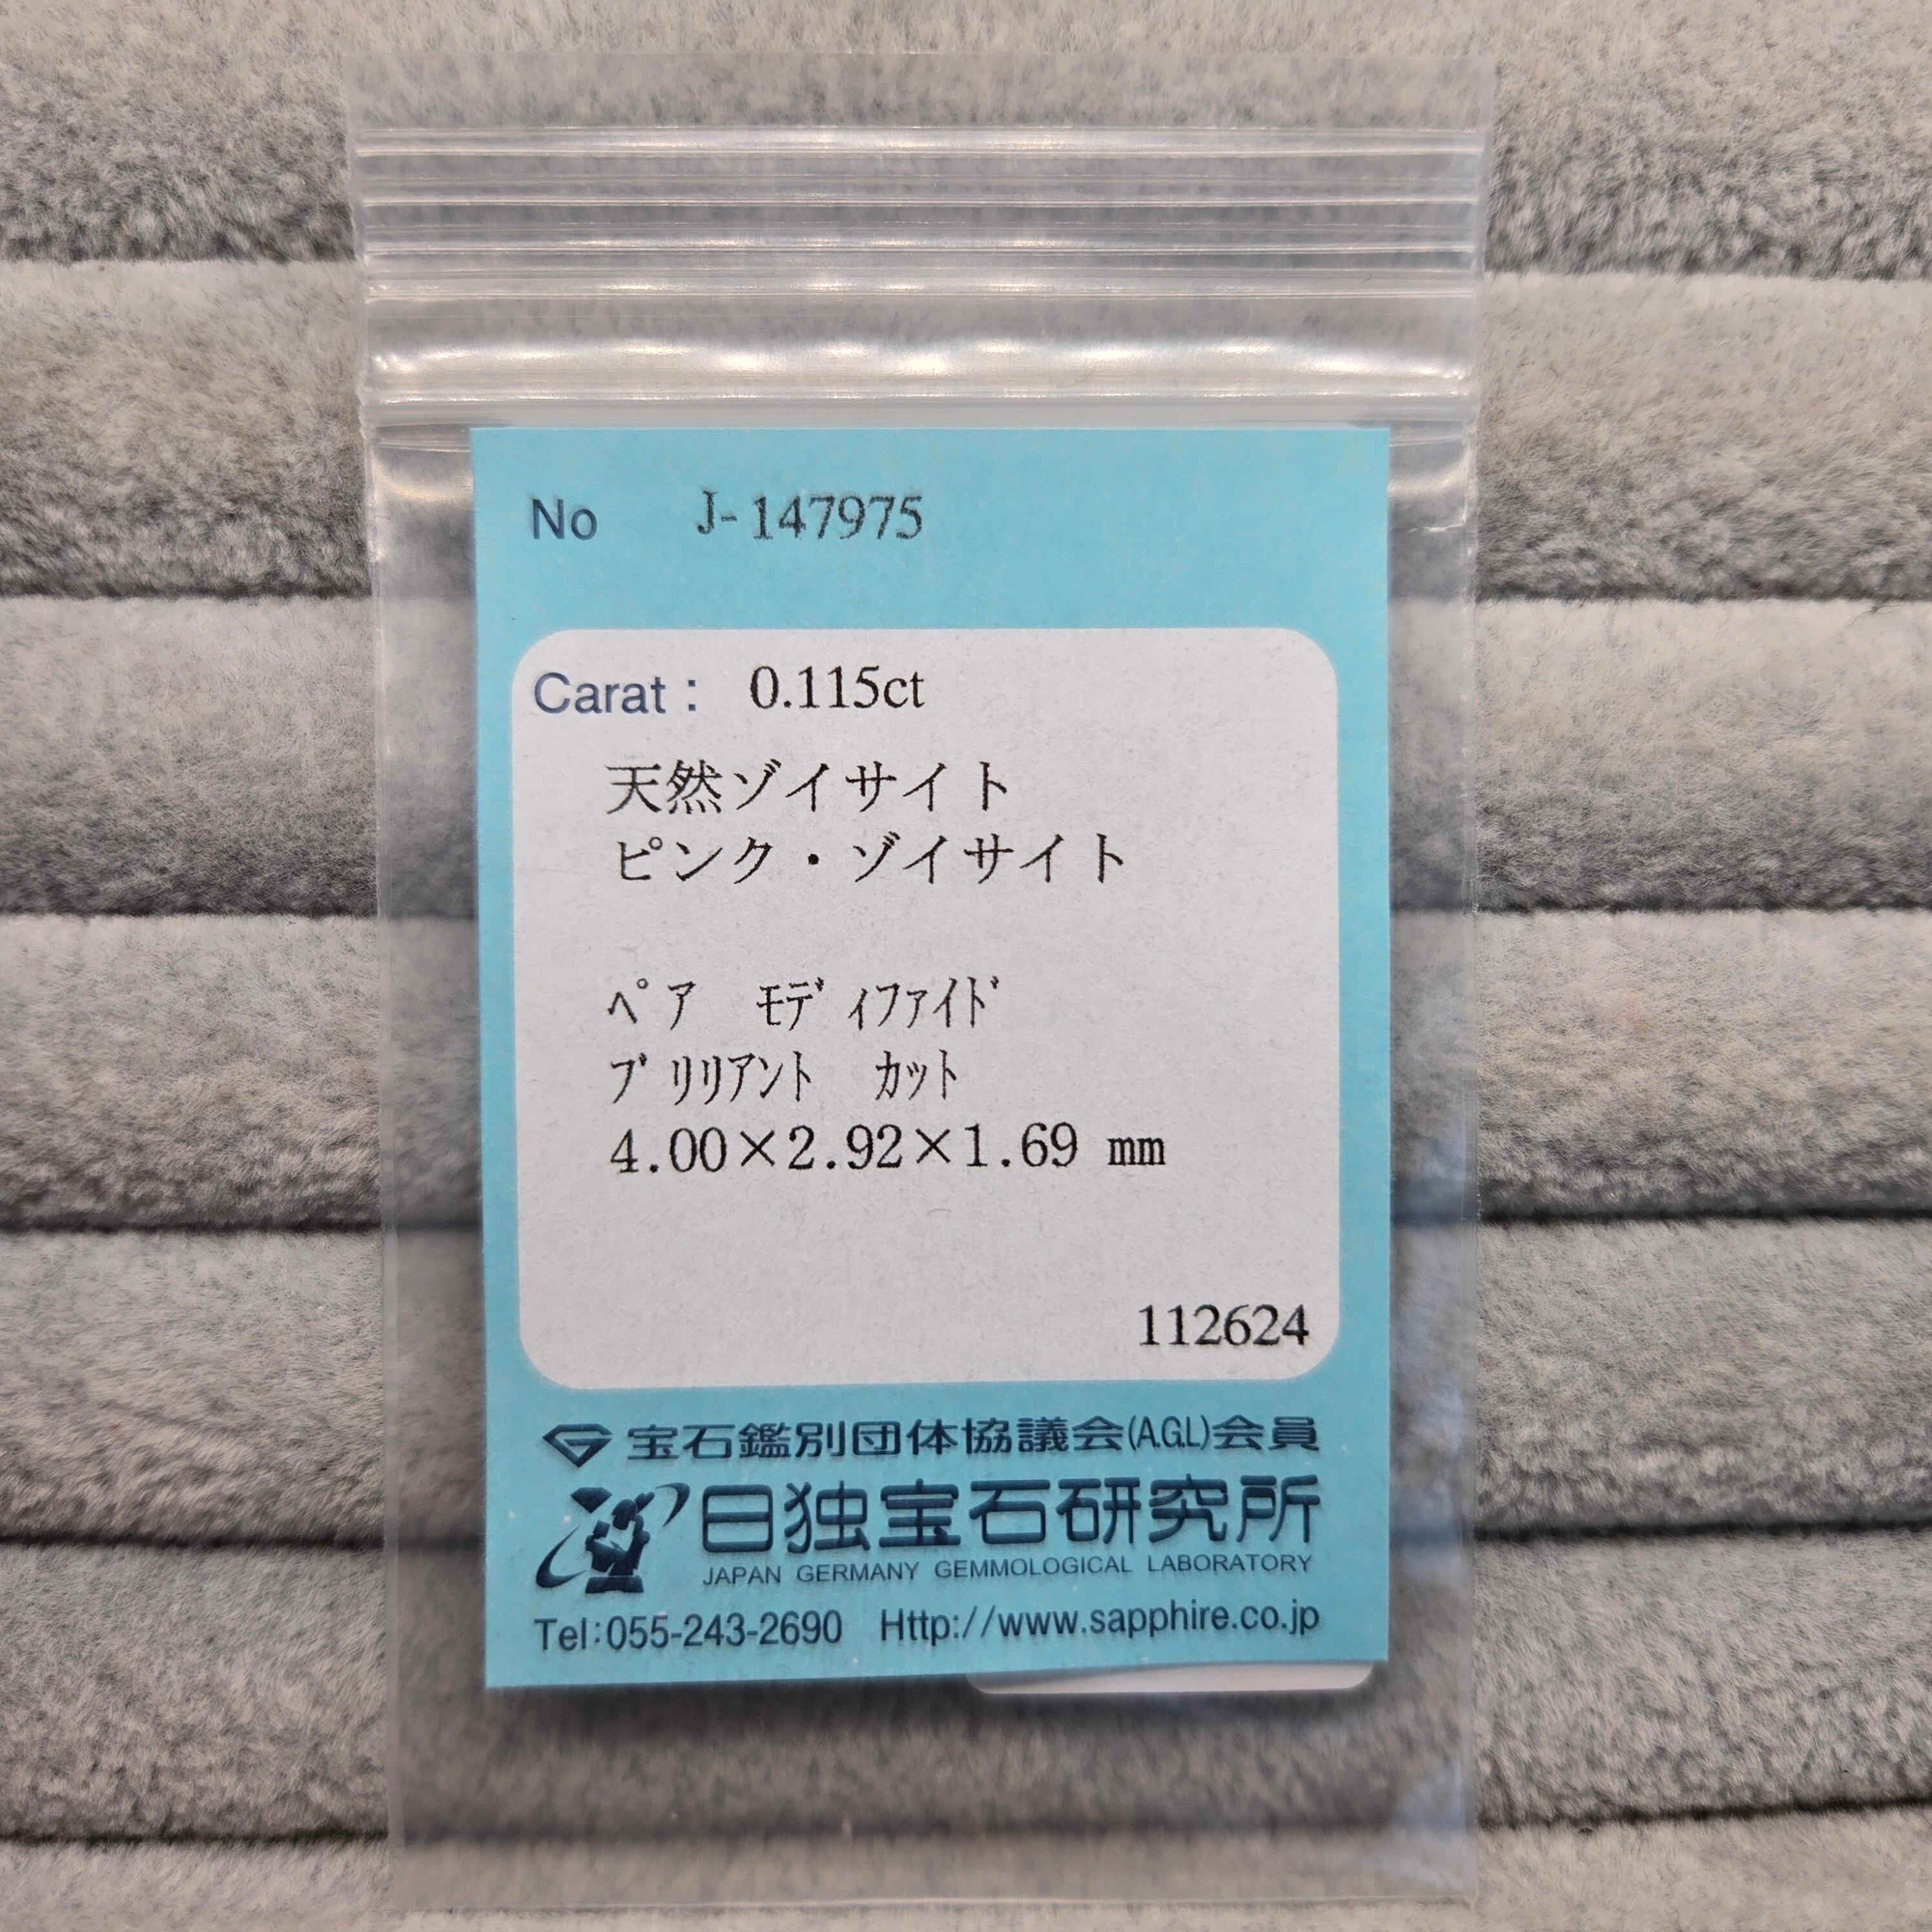 No J-147975
Carat： 0.115ct
天然ゾイサイト
ピンク・ゾイサイト
ﾍﾟｱ ﾓﾃﾞｨﾌｧｲﾄﾞ
ﾌﾞﾘﾘｱﾝﾄ ｶｯﾄ
4.00×2.92×1.69 mm
112624
宝石鑑別団体協議会(A.G.L)会員
日独宝石研究所
JAPAN GERMANY GEMMOLOGICAL LABORATORY
Tel:055-243-2690 Http://www.sapphire.co.jp